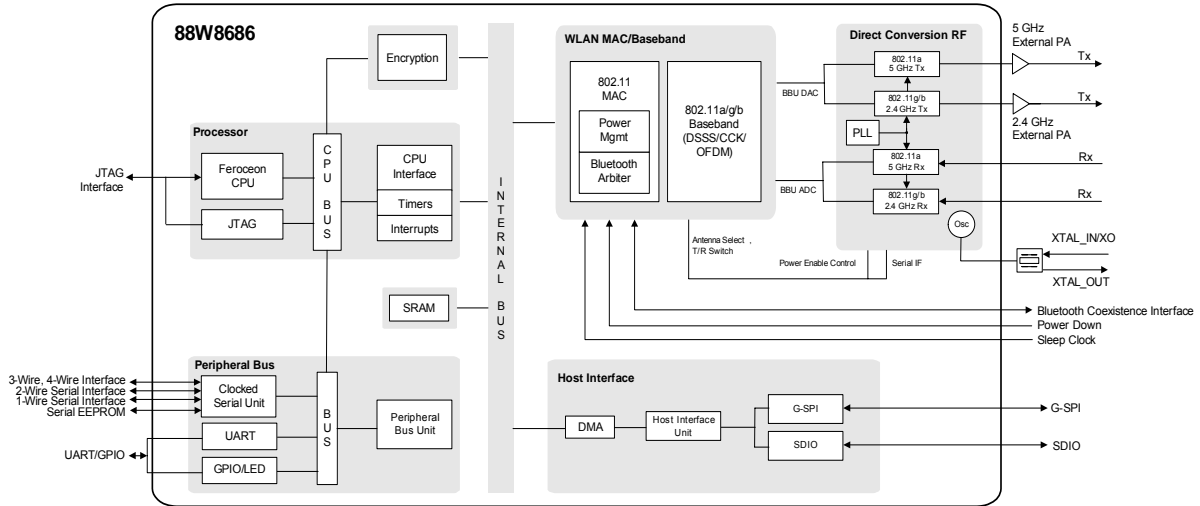 88W8686
Encryption
Processor
JTAG
Interface
Feroceon
CPU
JTAG
CPU BUS
CPU
Interface
Timers
Interrupts
SRAM
INTERNAL BUS
Peripheral Bus
3-Wire, 4-Wire Interface
2-Wire Serial Interface
1-Wire Serial Interface
Serial EEPROM
UART/GPIO
Clocked
Serial Unit
UART
GPIO/LED
BUS
Peripheral
Bus Unit
WLAN MAC/Baseband
802.11
MAC
Power
Mgmt
Bluetooth
Arbiter
802.11a/g/b
Baseband
(DSSS/CCK/
OFDM)
BBU DAC
BBU ADC
Direct Conversion RF
802.11a
5 GHz Tx
802.11g/b
2.4 GHz Tx
PLL
802.11a
5 GHz Rx
802.11g/b
2.4 GHz Rx
Osc
5 GHz
External PA
Tx
Tx
2.4 GHz
External PA
Rx
Rx
XTAL_IN/XO
XTAL_OUT
Antenna Select ,
T/R Switch
Power Enable Control
Serial IF
Bluetooth Coexistence Interface
Power Down
Sleep Clock
Host Interface
DMA
Host Interface
Unit
G-SPI
SDIO
G-SPI
SDIO